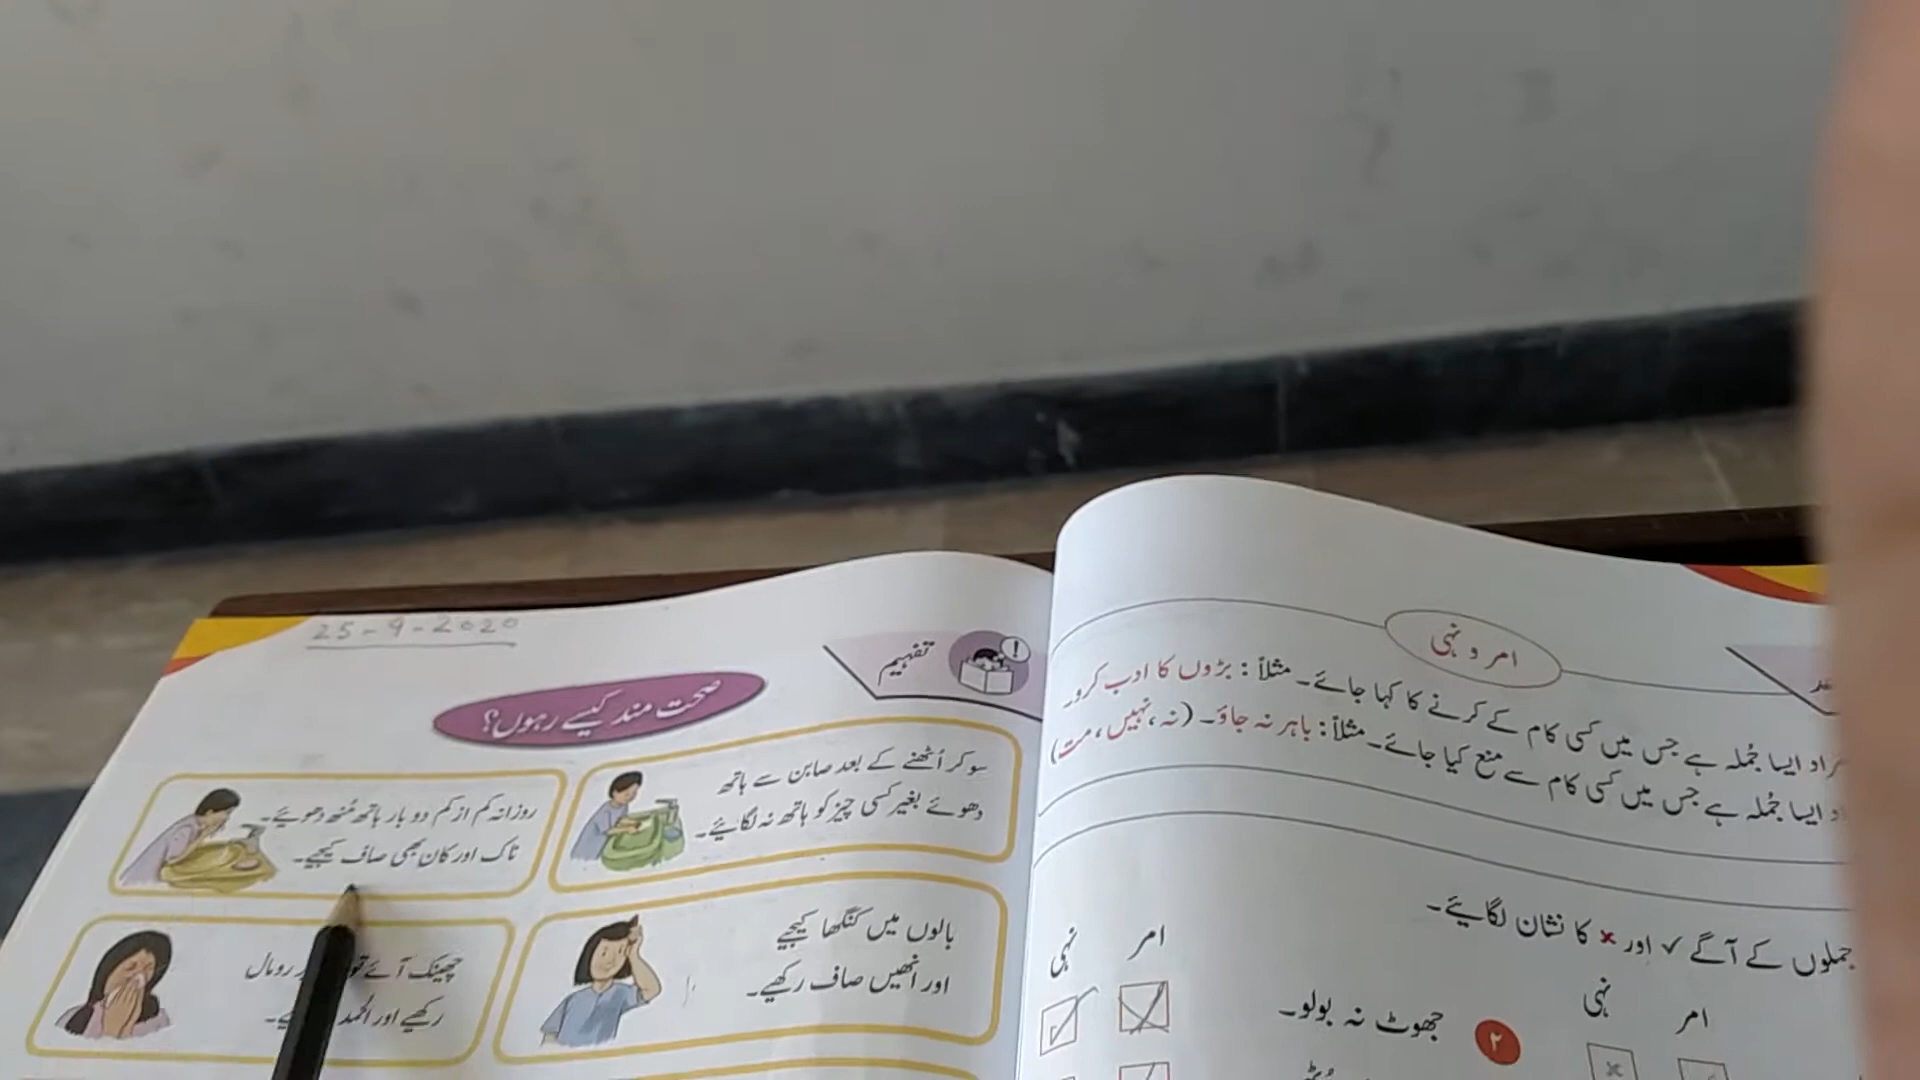 امر و نہی
ایسا جُملہ ہے جس میں کسی کام کے کرنے کا کہا جائے۔ مثلاً: بڑوں کا ادب کرو۔
ایسا جُملہ ہے جس میں کسی کام سے منع کیا جائے۔ مثلاً: باہر نہ جاؤ۔ (نہ، نہیں، مت)
جملوں کے آگے ✓ اور × کا نشان لگائیے۔
امر نہی
امر نہی
۲ جھوٹ نہ بولو۔
25-9-2020
تفہیم
صحت مند کیسے رہوں؟
سو کر اُٹھنے کے بعد صابن سے ہاتھ
دھوئے بغیر کسی چیز کو ہاتھ نہ لگائیے۔
روزانہ کم از کم دو بار ہاتھ مُنھ دھوئیے۔
ناک اور کان بھی صاف کیجیے۔
بالوں میں کنگھا کیجیے
اور انھیں صاف رکھیے۔
چھینک آئے تو رومال
رکھیے اور